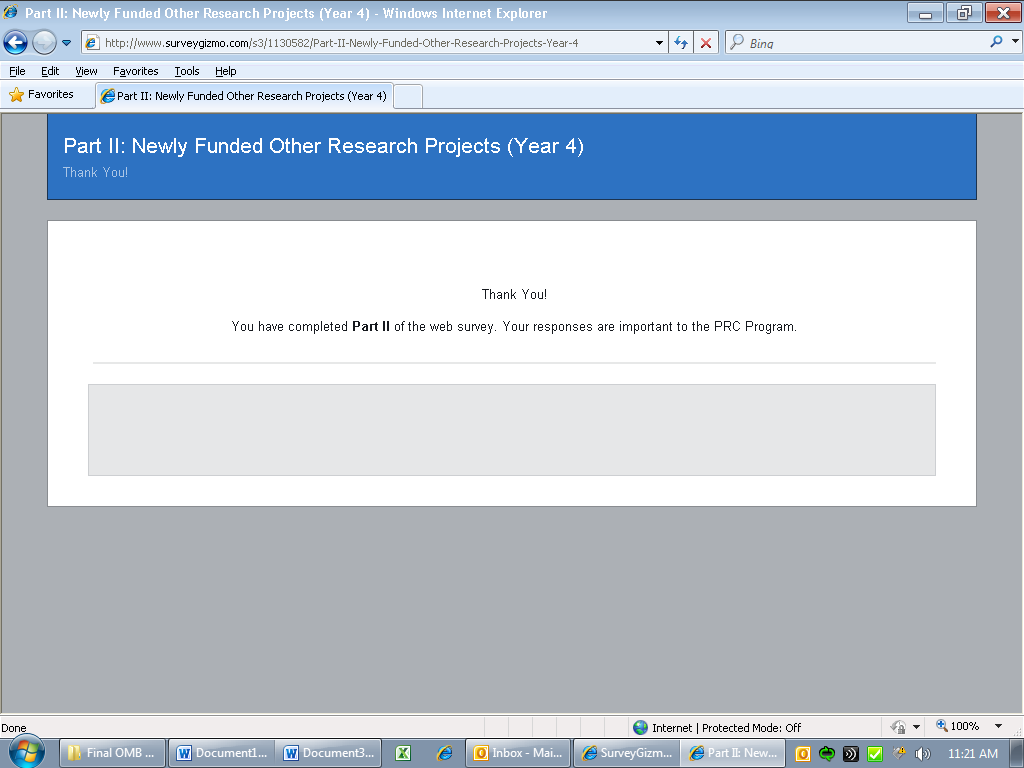 Part II: Newly Funded Other Research Projects (Year 4) - Windows Internet Explorer
http://www.surveygizmo.com/s3/1130582/Part-II-Newly-Funded-Other-Research-Projects-Year-4
Bing
File Edit View Favorites Tools Help
Favorites
Part II: Newly Funded Other Research Projects (Year 4)
Part II: Newly Funded Other Research Projects (Year 4)
Thank You!
Thank You!
You have completed Part II of the web survey. Your responses are important to the PRC Program.
Done
Internet | Protected Mode: Off
100%
Final OMB ...
Document1...
Document3...
Inbox - Mai...
SurveyGizm...
Part II: New...
11:21 AM